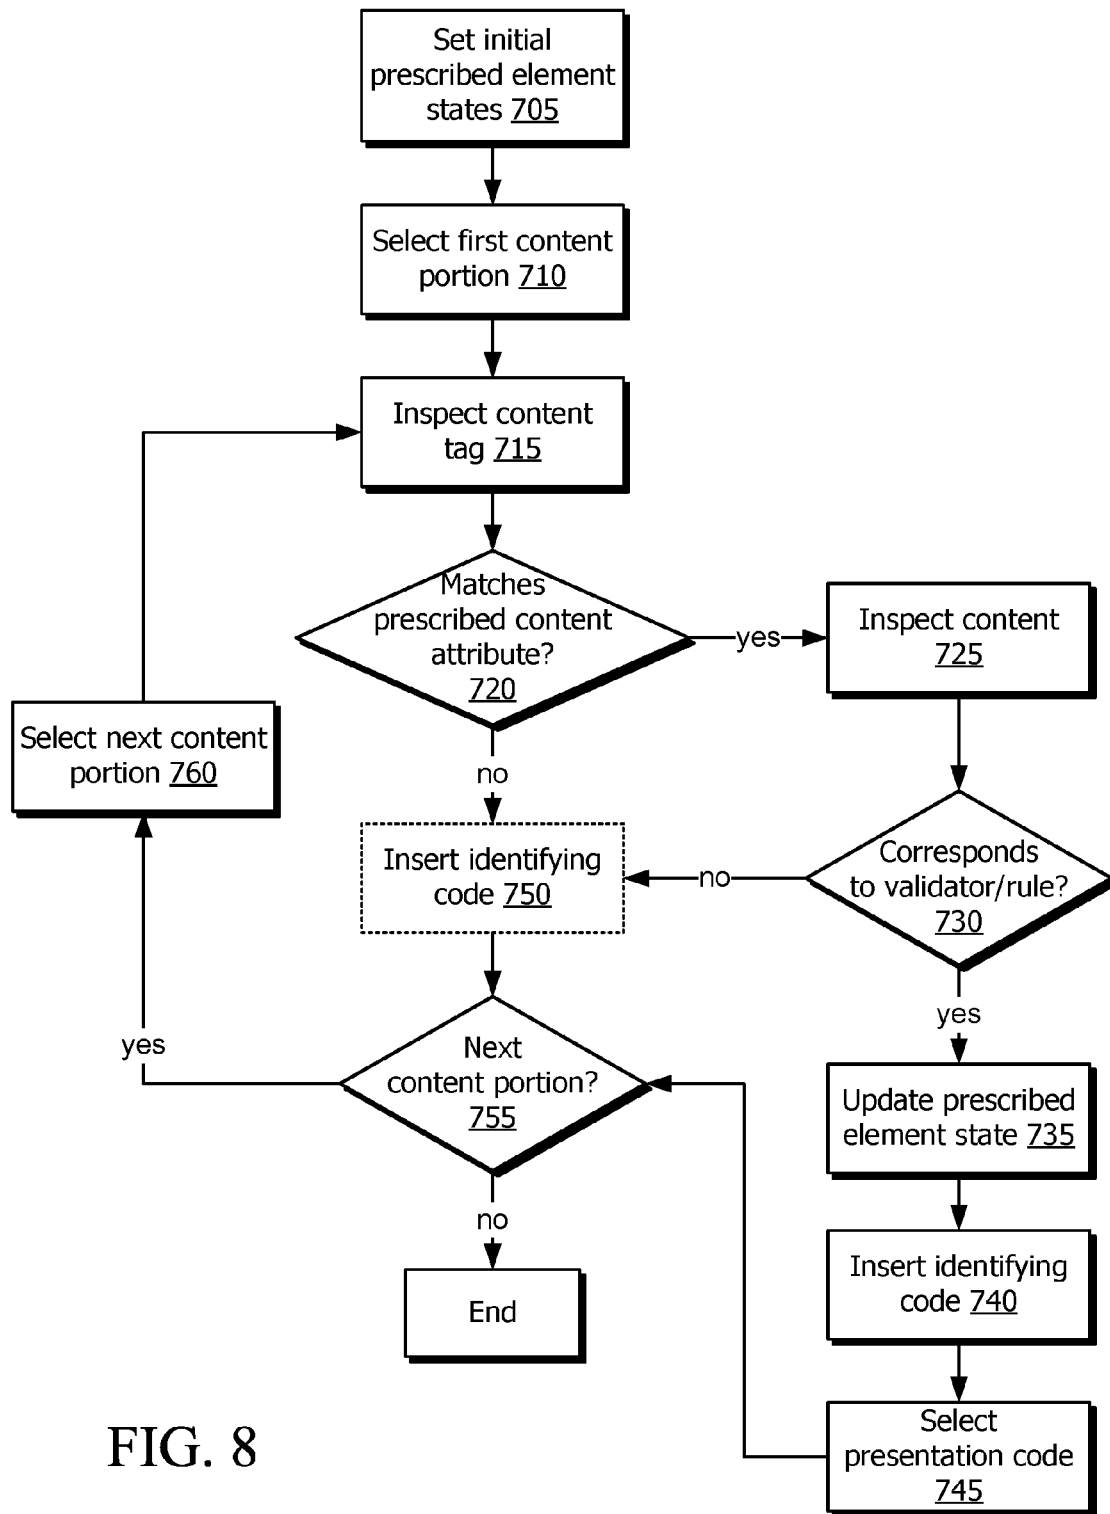 Set initial
prescribed element
states 705
Select first content
portion 710
Inspect content
tag 715
Matches
prescribed content
attribute?
720
yes
Inspect content
725
Select next content
portion 760
no
Insert identifying
code 750
no
Corresponds
to validator/rule?
730
yes
yes
Next
content portion?
755
Update prescribed
element state 735
no
Insert identifying
code 740
End
Select
presentation code
745
FIG. 8